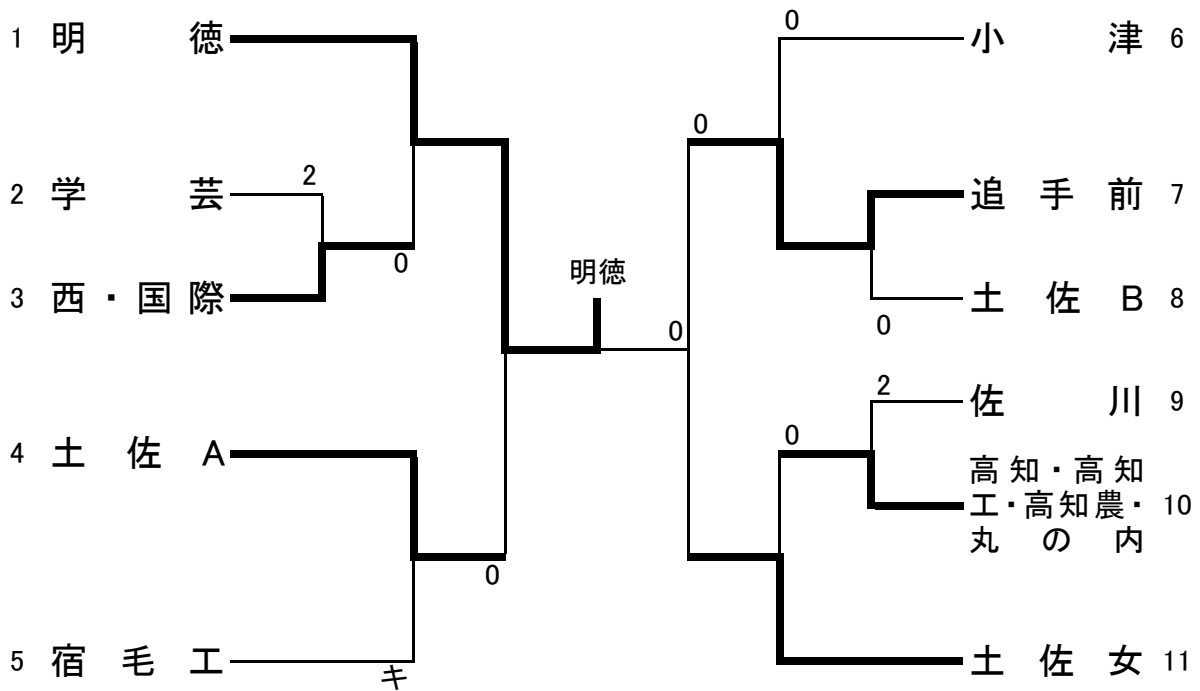 1 明徳
2 学芸
3 西・国際
4 土佐A
5 宿毛工
2
0
0
キ
明徳
0
0
0
0
2
0
小津 6
追手前 7
土佐B 8
佐川 9
高知・高知
工・高知農・ 10
丸の内
土佐女 11